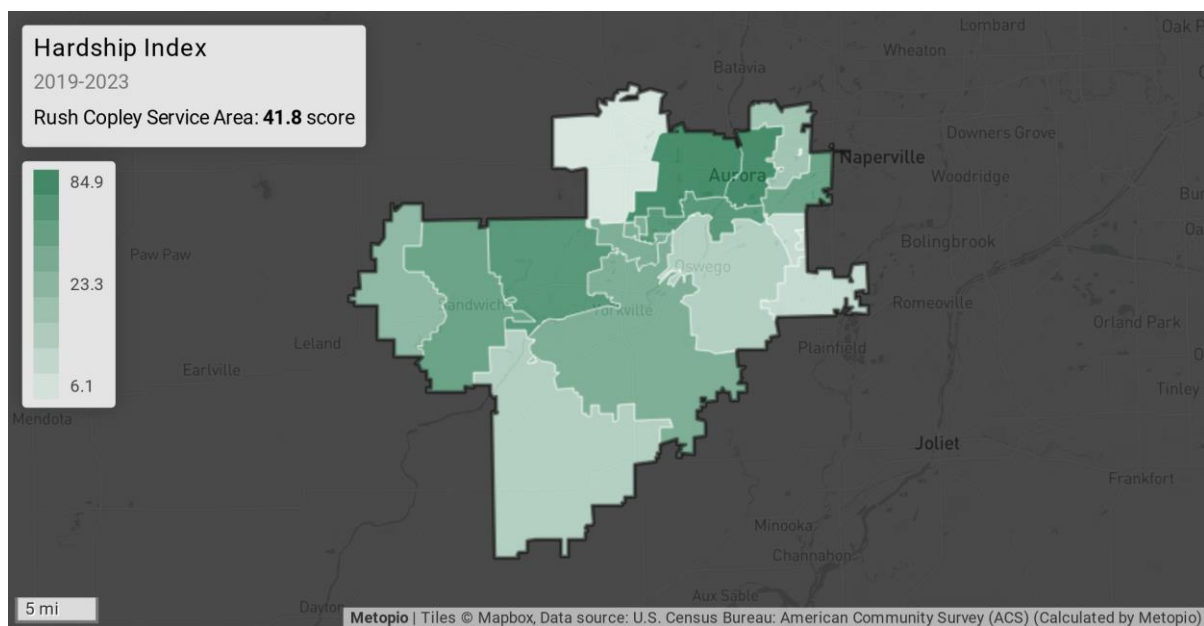 Hardship Index
2019-2023
Rush Copley Service Area: 41.8 score
84.9
23.3
6.1
Lombard
Oak P
Wheaton
Batavia
Downers Grove
Naperville
Aurora
Woodridge
Bur
Oa
Bolingbrook
Paw Paw
Oswego
Sandwich
Yorkville
Romeoville
Orland Park
Leland
Plainfield
O
Earlville
Tinley
Mendota
Joliet
Frankfort
Minooka
Channahon
Aux Sable
Dayton
5 mi
Metopio | Tiles © Mapbox, Data source: U.S. Census Bureau: American Community Survey (ACS) (Calculated by Metopio)